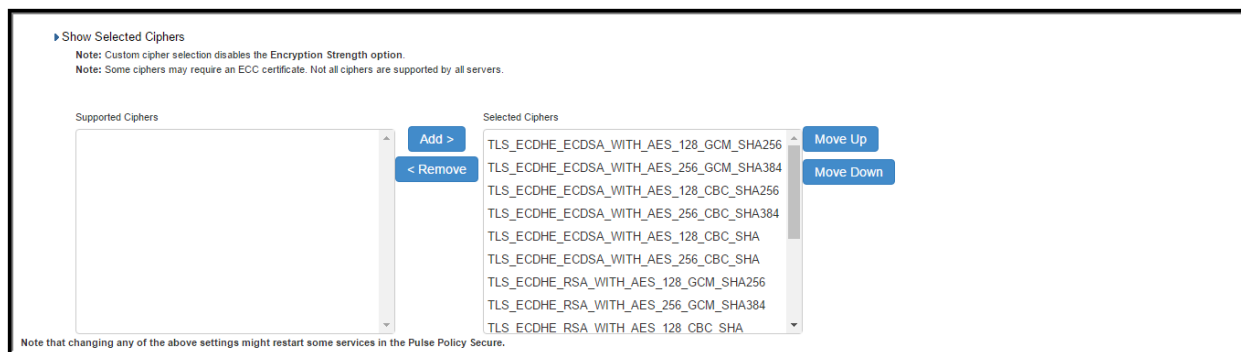 Show Selected Ciphers
Note: Custom cipher selection disables the Encryption Strength option.
Note: Some ciphers may require an ECC certificate. Not all ciphers are supported by all servers.
Supported Ciphers
Add >
< Remove
Selected Ciphers
TLS_ECDHE_ECDSA_WITH_AES_128_GCM_SHA256
TLS_ECDHE_ECDSA_WITH_AES_256_GCM_SHA384
TLS_ECDHE_ECDSA_WITH_AES_128_CBC_SHA256
TLS_ECDHE_ECDSA_WITH_AES_256_CBC_SHA384
TLS_ECDHE_ECDSA_WITH_AES_128_CBC_SHA
TLS_ECDHE_ECDSA_WITH_AES_256_CBC_SHA
TLS_ECDHE_RSA_WITH_AES_128_GCM_SHA256
TLS_ECDHE_RSA_WITH_AES_256_GCM_SHA384
TLS_ECDHE_RSA_WITH_AES_128_CBC_SHA
Move Up
Move Down
Note that changing any of the above settings might restart some services in the Pulse Policy Secure.